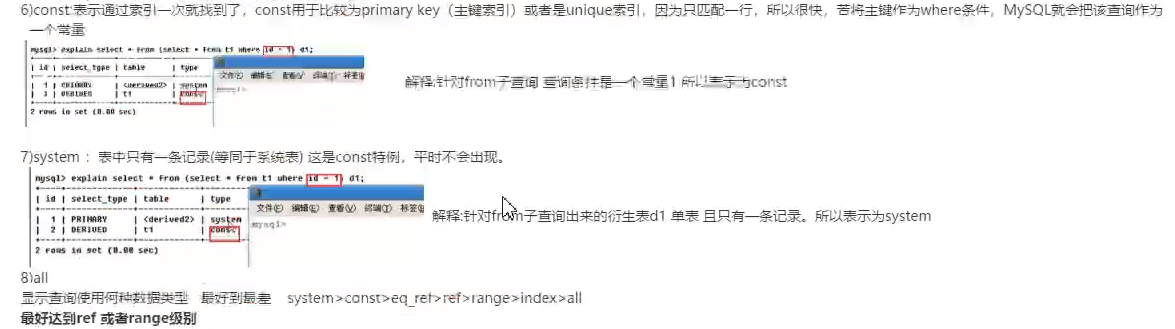 6)const:表示通过索引一次就找到了，const用于比较为primary key（主键索引）或者是unique索引，因为只匹配一行，所以很快，苦将主键作为where条件，MySQL就会把该查询作为
一个常量
mysql> explain select * from (select * from t1 where id = 1) d1;
| id | select_type | table | type
文件(F) 编辑(E) 查看(V) 终端(T) 标签
| 1 | PRIMARY | <derived2> | system
mysql>
| 2 | DERIVED | t1 | const
2 rows in set (0.00 sec)
解释:针对from子查询 查询条件是一个常量1 所以表示为const
7)system： 表中只有一条记录(等同于系统表) 这是const特例，平时不会出现。
mysql> explain select * from (select * from t1 where id = 1) d1;
| id | select_type | table | type
文件(F) 编辑(E) 查看(V) 终端(T) 标签(B
| 1 | PRIMARY | <derived2> | system
mysql>
| 2 | DERIVED | t1 | const
2 rows in set (0.00 sec)
解释:针对from子查询出来的衍生表d1 单表 且只有一条记录。所以表示为system
8)all
显示查询使用何种数据类型 最好到最差 system>const>eq_ref>ref>range>index>all
最好达到ref 或者range级别